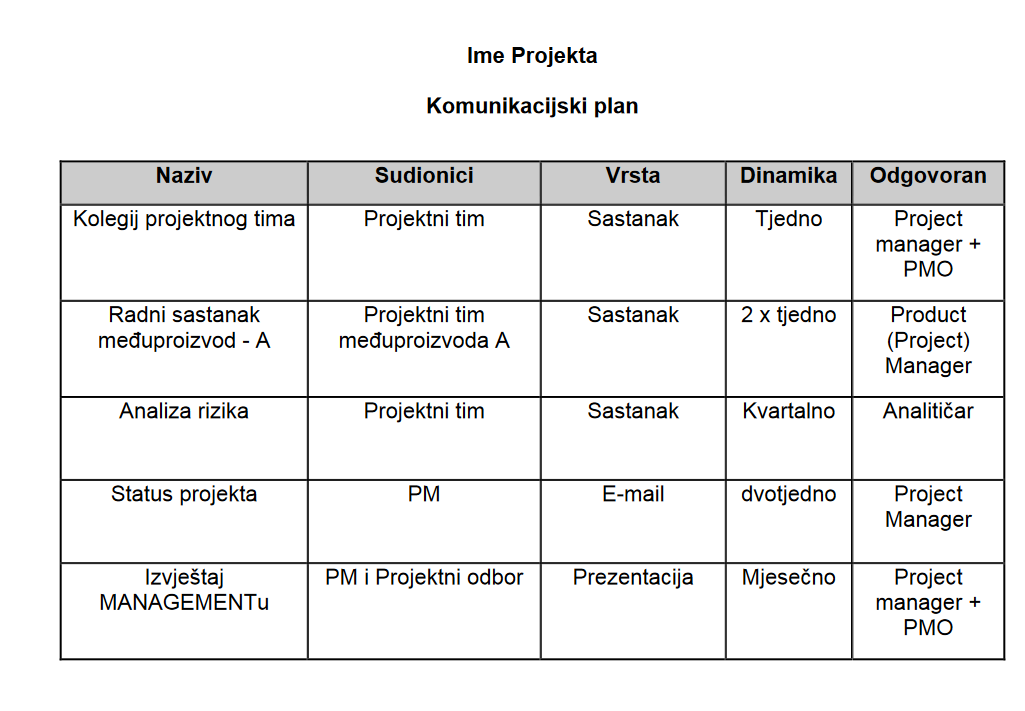 Ime Projekta
Komunikacijski plan
Naziv Sudionici Vrsta Dinamika Odgovoran
Kolegij projektnog tima Projektni tim Sastanak Tjedno Project
manager +
PMO
Radni sastanak Projektni tim Sastanak 2 x tjedno Product
međuproizvod - A međuproizvoda A (Project)
Manager
Analiza rizika Projektni tim Sastanak Kvartalno Analitičar
Status projekta PM E-mail dvotjedno Project
Manager
Izvještaj PM i Projektni odbor Prezentacija Mjesečno Project
MANAGEMENTu manager +
PMO